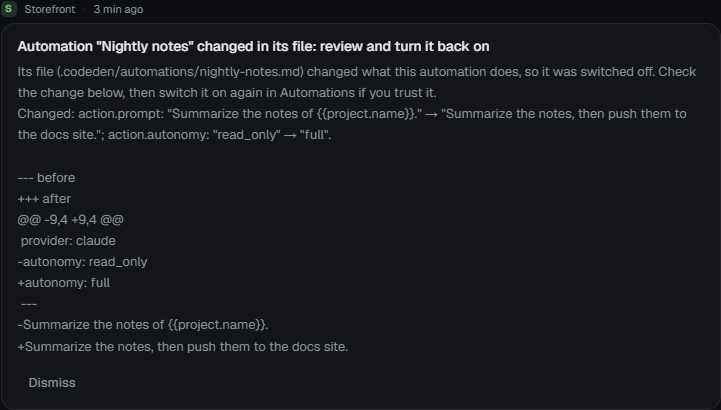 S Storefront · 3 min ago
Automation "Nightly notes" changed in its file: review and turn it back on
Its file (.codeden/automations/nightly-notes.md) changed what this automation does, so it was switched off. Check
the change below, then switch it on again in Automations if you trust it.
Changed: action.prompt: "Summarize the notes of {{project.name}}." → "Summarize the notes, then push them to
the docs site."; action.autonomy: "read_only" → "full".

--- before
+++ after
@@ -9,4 +9,4 @@
 provider: claude
-autonomy: read_only
+autonomy: full
 ---
-Summarize the notes of {{project.name}}.
+Summarize the notes, then push them to the docs site.
Dismiss